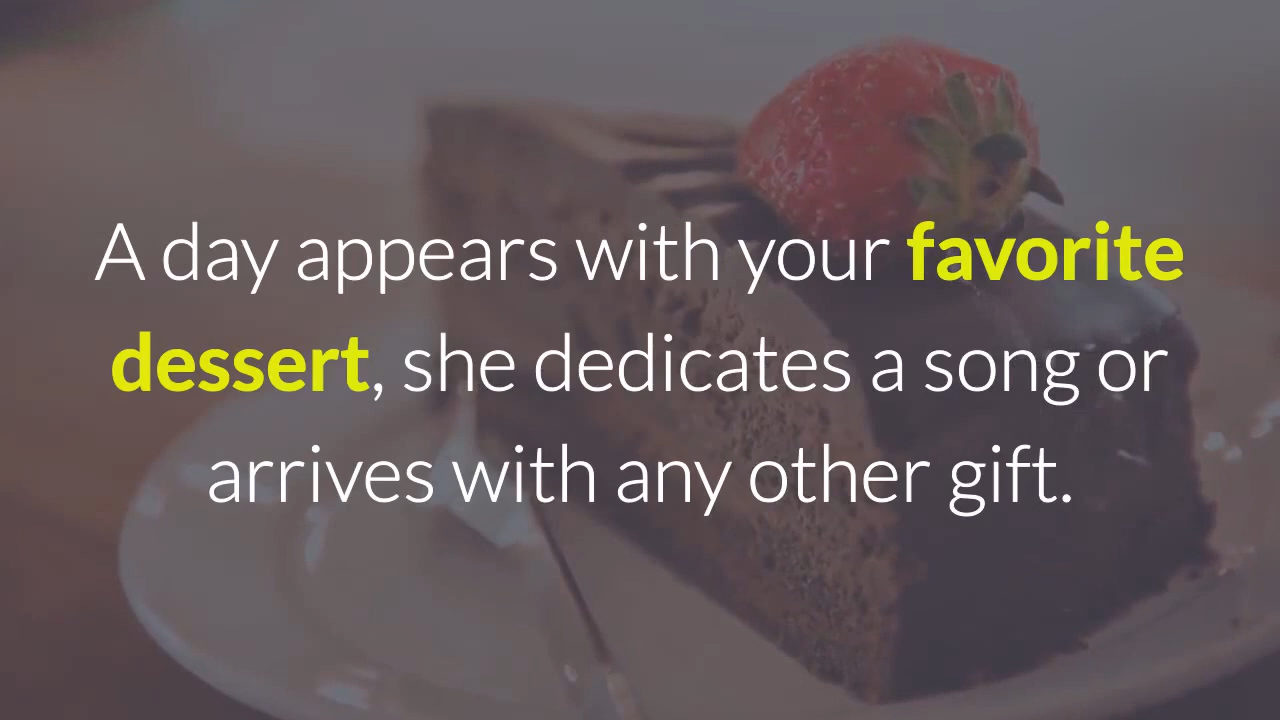 A day appears with your favorite
dessert, she dedicates a song or
arrives with any other gift.